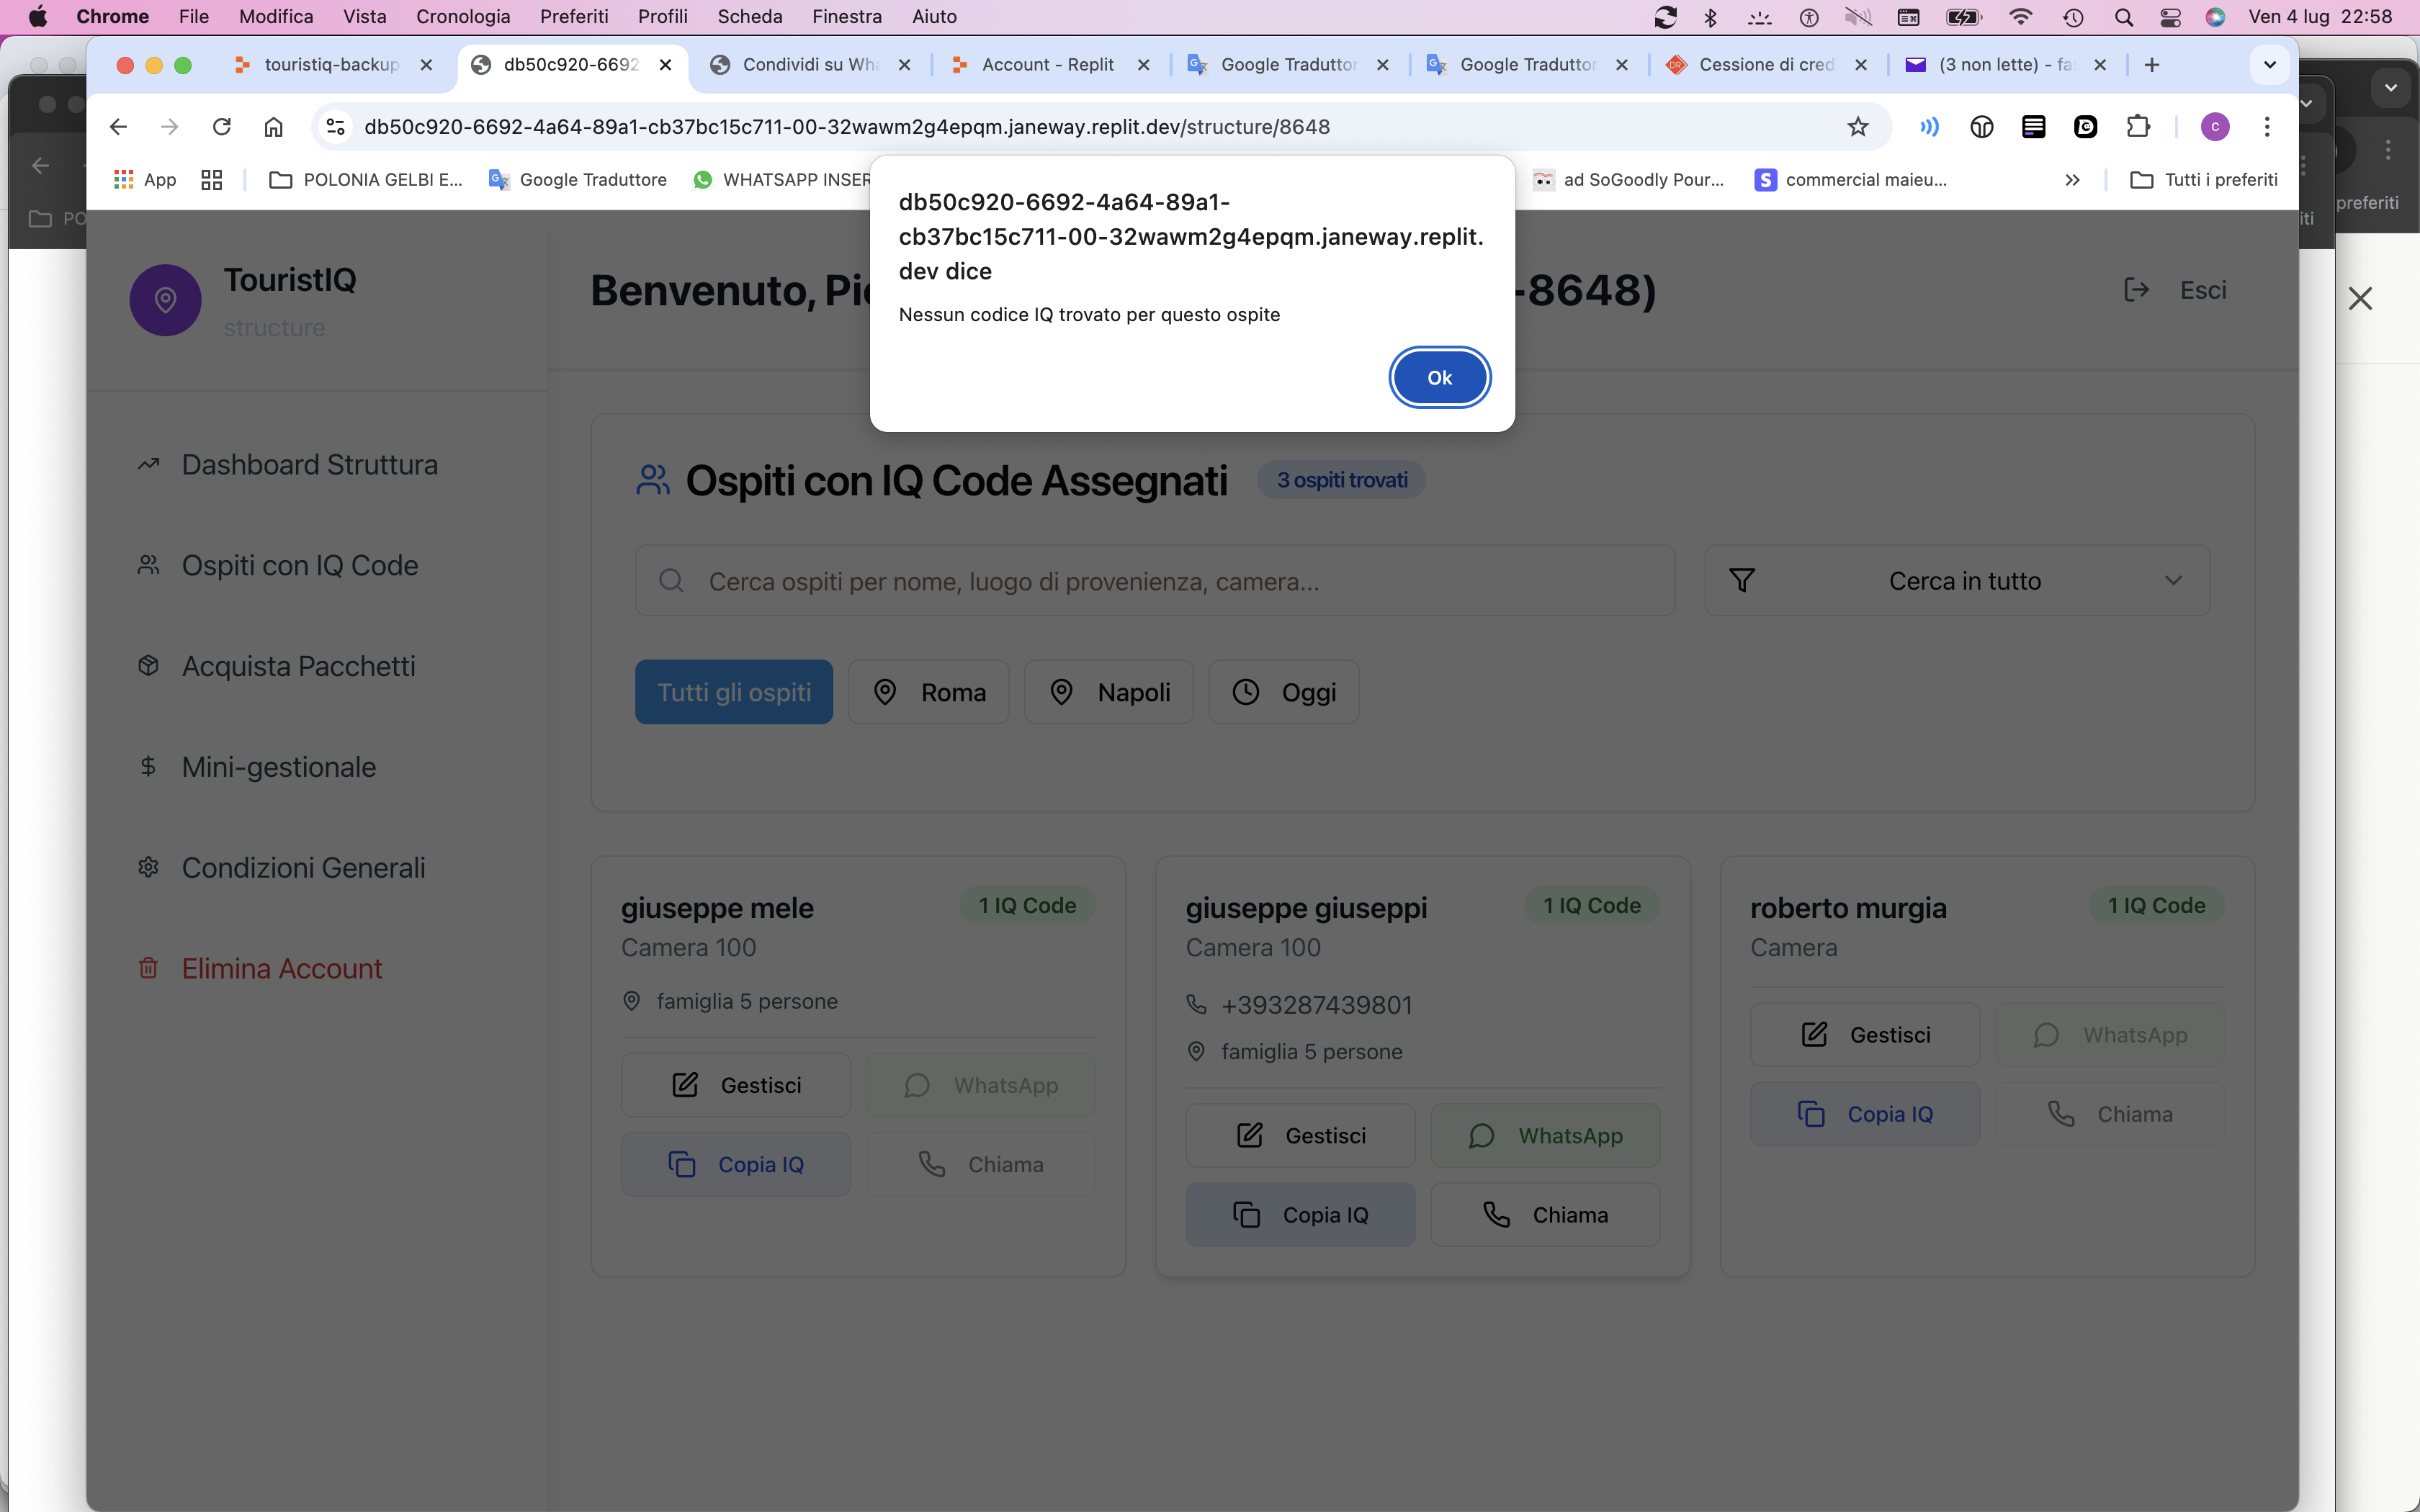 Chrome File Modifica Vista Cronologia Preferiti Profili Scheda Finestra Aiuto Ven 4 lug 22:58
touristiq-backup db50c920-6692 Condividi su Wha Account - Replit Google Traduttor Google Traduttor Cessione di cred (3 non lette) - fa
db50c920-6692-4a64-89a1-cb37bc15c711-00-32wawm2g4epqm.janeway.replit.dev/structure/8648 c
App POLONIA GELBI E... Google Traduttore WHATSAPP INSER ad SoGoodly Pour... commercial maieu... Tutti i preferiti
PO
iti
preferiti
db50c920-6692-4a64-89a1-
cb37bc15c711-00-32wawm2g4epqm.janeway.replit.
dev dice
Nessun codice IQ trovato per questo ospite
Ok
TouristIQ
structure
Dashboard Struttura
Ospiti con IQ Code
Acquista Pacchetti
Mini-gestionale
Condizioni Generali
Elimina Account
Benvenuto, Pi -8648) Esci
Ospiti con IQ Code Assegnati 3 ospiti trovati
Cerca ospiti per nome, luogo di provenienza, camera... Cerca in tutto
Tutti gli ospiti Roma Napoli Oggi
giuseppe mele 1 IQ Code
Camera 100
famiglia 5 persone
Gestisci WhatsApp
Copia IQ Chiama
giuseppe giuseppi 1 IQ Code
Camera 100
+393287439801
famiglia 5 persone
Gestisci WhatsApp
Copia IQ Chiama
roberto murgia 1 IQ Code
Camera
Gestisci WhatsApp
Copia IQ Chiama